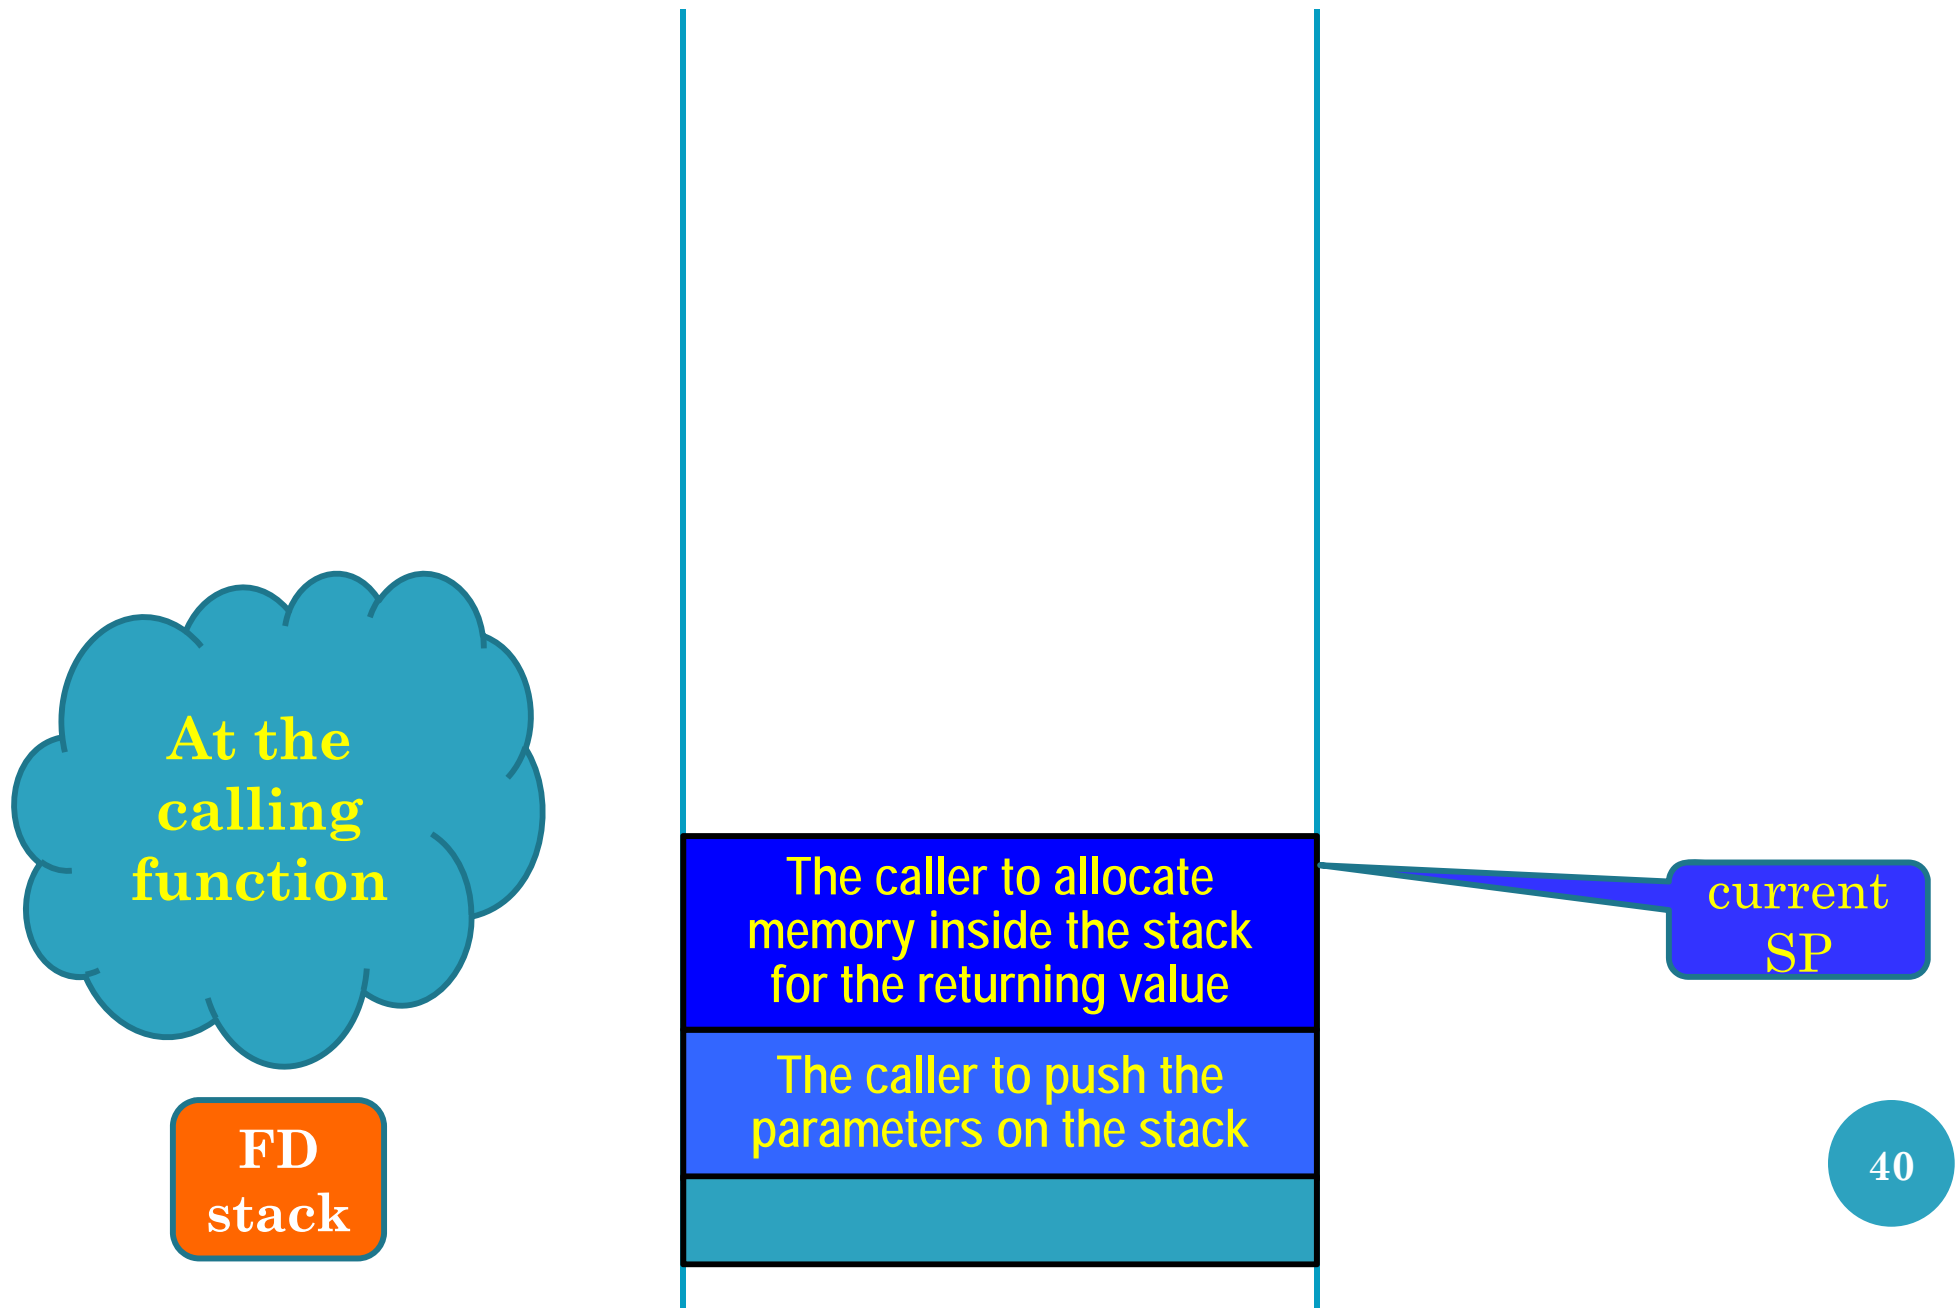 At the
calling
function
The caller to allocate
memory inside the stack
for the returning value
current
SP
The caller to push the
parameters on the stack
FD
stack
40